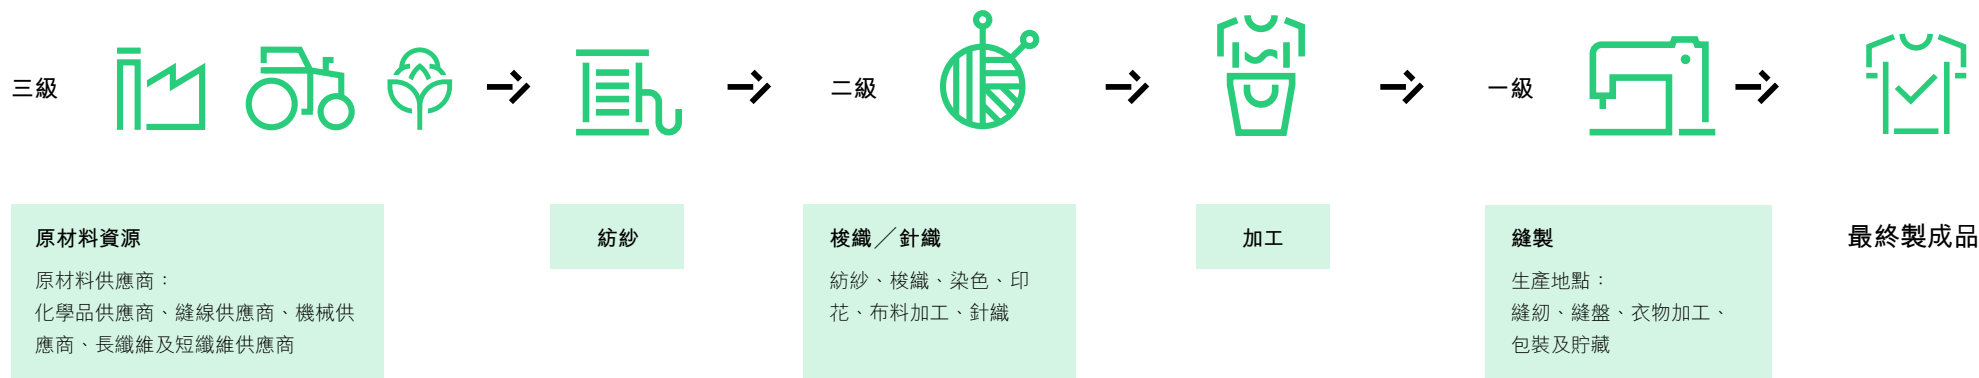 三級
二級
一級
原材料資源
原材料供應商：
化學品供應商、縫線供應商、機械供
應商、長纖維及短纖維供應商
紡紗
梭織／針織
紡紗、梭織、染色、印
花、布料加工、針織
加工
縫製
生產地點：
縫紉、縫盤、衣物加工、
包裝及貯藏
最終製成品